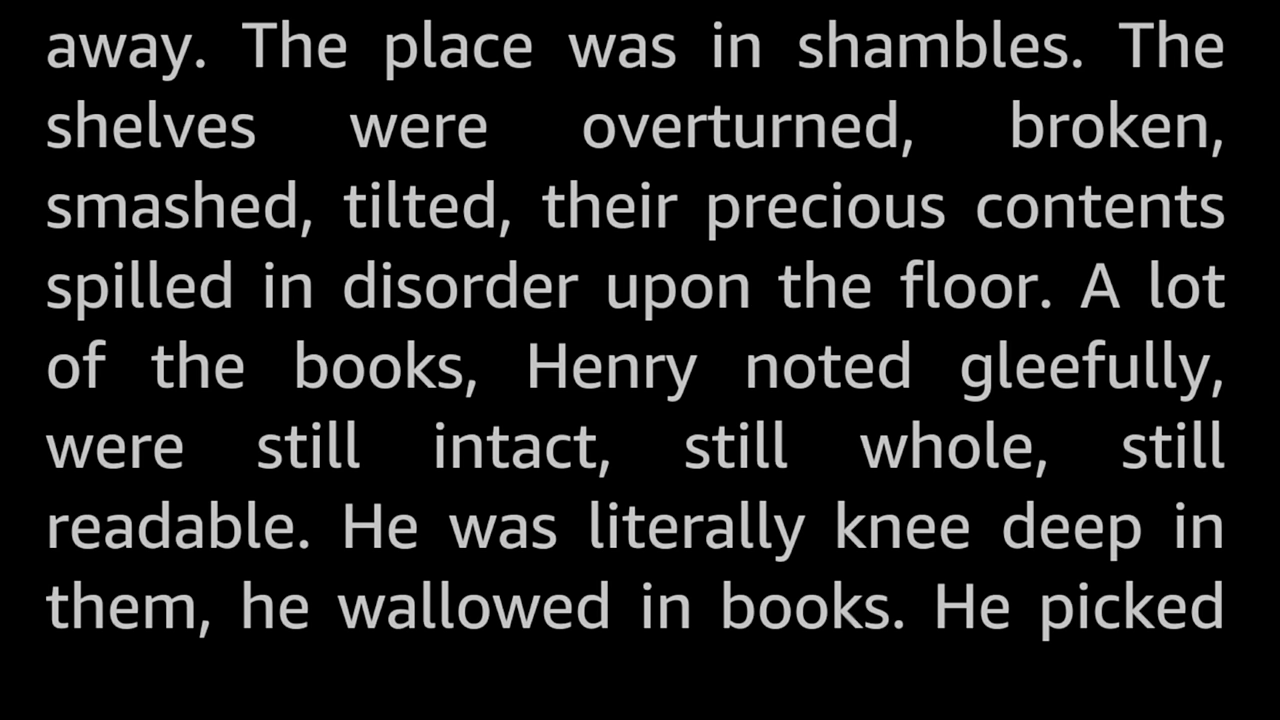 away. The place was in shambles. The
shelves were overturned, broken,
smashed, tilted, their precious contents
spilled in disorder upon the floor. A lot
of the books, Henry noted gleefully,
were still intact, still whole, still
readable. He was literally knee deep in
them, he wallowed in books. He picked